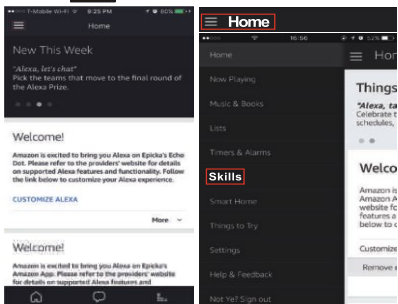 T-Mobile Wi-Fi 9:25 PM 80%
Home
New This Week
"Alexa, let's chat"
Pick the teams that move to the final round of
the Alexa Prize.
Welcome!
Amazon is excited to bring you Alexa on Epicka's Echo
Dot. Please refer to the providers' website for details
on supported Alexa features and functionality. Follow
the link below to customize your Alexa experience.
CUSTOMIZE ALEXA
More
Welcome!
Amazon is excited to bring you Alexa on Epicka's
Amazon App. Please refer to the providers' website
for details on supported Alexa features and
Home
16:56 52%
Home
Now Playing
Music & Books
Lists
Timers & Alarms
Skills
Smart Home
Things to Try
Settings
Help & Feedback
Not Ye? Sign out
Hon
Things
"Alexa, ta
Celebrate t
schedules,
Welco
Amazon is
Amazon A
website fo
features a
below to c
Customize
Remove